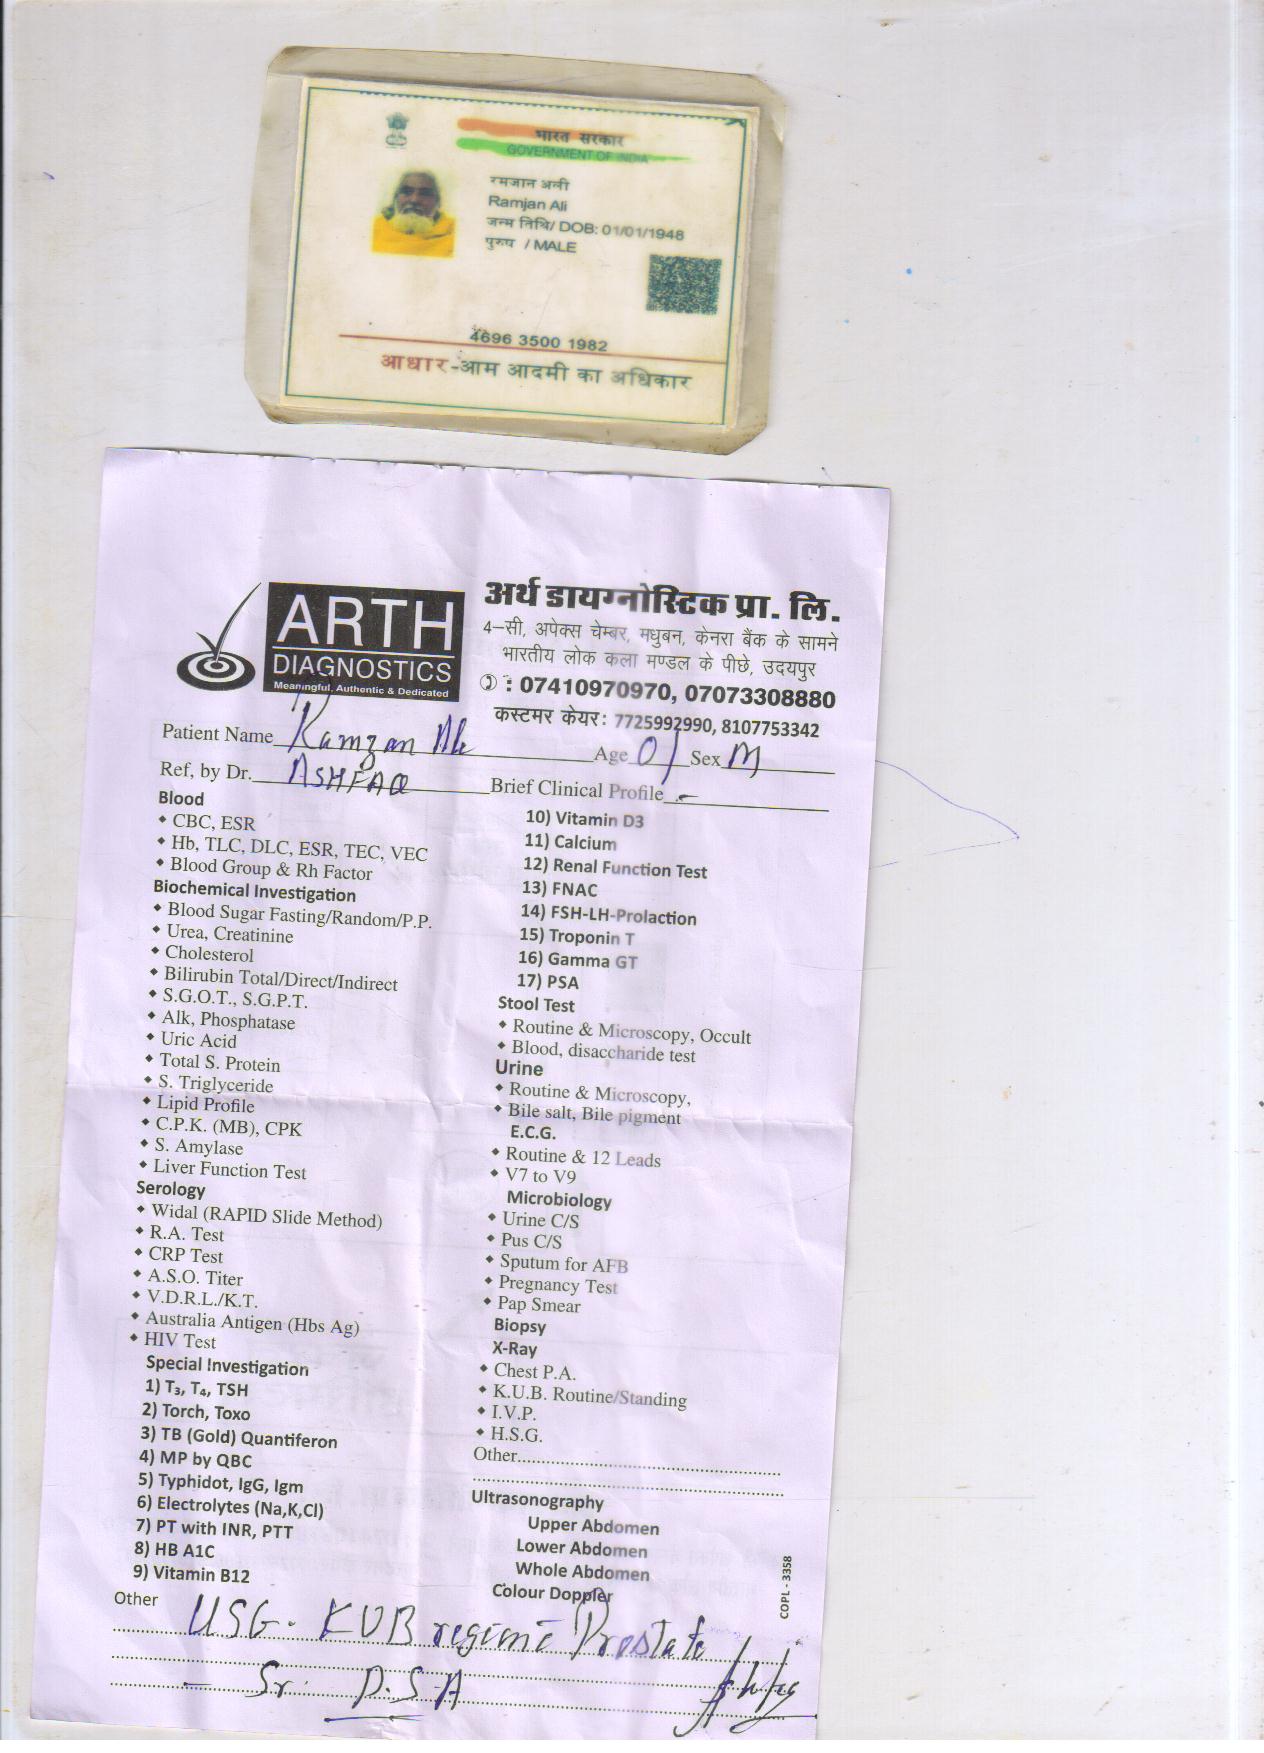 भारत सरकार
GOVERNMENT OF INDIA
रमजान अली
Ramjan Ali
जन्म तिथि/ DOB: 01/01/1948
पुरुष / MALE
4696 3500 1982
आधार-आम आदमी का अधिकार
ARTH
DIAGNOSTICS
Meaningful, Authentic & Dedicated
अर्थ डायग्नोस्टिक प्रा. लि.
4–सी, अपेक्स चेम्बर, मधुबन, केनरा बैंक के सामने
भारतीय लोक कला मण्डल के पीछे, उदयपुर
: 07410970970, 07073308880
कस्टमर केयर: 7725992990, 8107753342
Patient Name Ramzan Ali Age Sex M
Ref, by Dr. ASHFAQ Brief Clinical Profile
Blood
CBC, ESR
Hb, TLC, DLC, ESR, TEC, VEC
Blood Group & Rh Factor
Biochemical Investigation
Blood Sugar Fasting/Random/P.P.
Urea, Creatinine
Cholesterol
Bilirubin Total/Direct/Indirect
S.G.O.T., S.G.P.T.
Alk, Phosphatase
Uric Acid
Total S. Protein
S. Triglyceride
Lipid Profile
C.P.K. (MB), CPK
S. Amylase
Liver Function Test
Serology
Widal (RAPID Slide Method)
R.A. Test
CRP Test
A.S.O. Titer
V.D.R.L./K.T.
Australia Antigen (Hbs Ag)
HIV Test
Special Investigation
1) T₃, T₄, TSH
2) Torch, Toxo
3) TB (Gold) Quantiferon
4) MP by QBC
5) Typhidot, IgG, Igm
6) Electrolytes (Na,K,Cl)
7) PT with INR, PTT
8) HB A1C
9) Vitamin B12
10) Vitamin D3
11) Calcium
12) Renal Function Test
13) FNAC
14) FSH-LH-Prolaction
15) Troponin T
16) Gamma GT
17) PSA
Stool Test
Routine & Microscopy, Occult
Blood, disaccharide test
Urine
Routine & Microscopy,
Bile salt, Bile pigment
E.C.G.
Routine & 12 Leads
V7 to V9
Microbiology
Urine C/S
Pus C/S
Sputum for AFB
Pregnancy Test
Pap Smear
Biopsy
X-Ray
Chest P.A.
K.U.B. Routine/Standing
I.V.P.
H.S.G.
Other
Ultrasonography
Upper Abdomen
Lower Abdomen
Whole Abdomen
Colour Doppler
COPL - 3358
Other USG - KUB Prostate
Sr. P.S.A